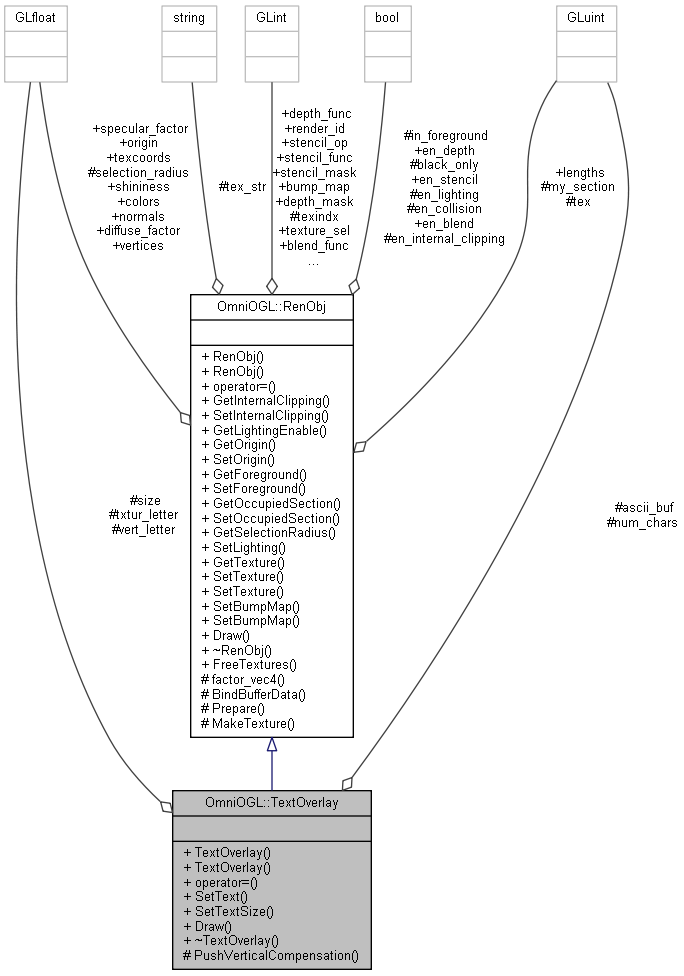 GLfloat
string
GLint
bool
GLuint
+specular_factor
+origin
+texcoords
#selection_radius
+shininess
+colors
+normals
+diffuse_factor
+vertices
#tex_str
+depth_func
+render_id
+stencil_op
+stencil_func
+stencil_mask
+bump_map
+depth_mask
#texindx
+texture_sel
+blend_func
...
#in_foreground
+en_depth
#black_only
+en_stencil
#en_lighting
#en_collision
+en_blend
#en_internal_clipping
+lengths
#my_section
#tex
OmniOGL::RenObj
+ RenObj()
+ RenObj()
+ operator=()
+ GetInternalClipping()
+ SetInternalClipping()
+ GetLightingEnable()
+ GetOrigin()
+ SetOrigin()
+ GetForeground()
+ SetForeground()
+ GetOccupiedSection()
+ SetOccupiedSection()
+ GetSelectionRadius()
+ SetLighting()
+ GetTexture()
+ SetTexture()
+ SetTexture()
+ SetBumpMap()
+ SetBumpMap()
+ Draw()
+ ~RenObj()
+ FreeTextures()
# factor_vec4()
# BindBufferData()
# Prepare()
# MakeTexture()
#size
#txtur_letter
#vert_letter
#ascii_buf
#num_chars
OmniOGL::TextOverlay
+ TextOverlay()
+ TextOverlay()
+ operator=()
+ SetText()
+ SetTextSize()
+ Draw()
+ ~TextOverlay()
# PushVerticalCompensation()